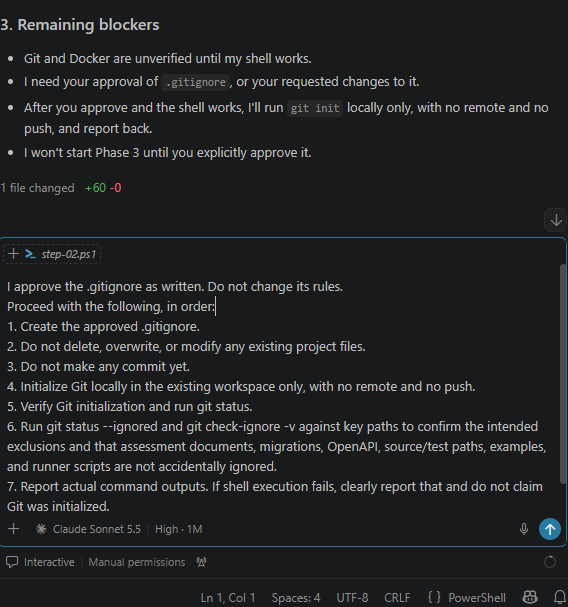 3. Remaining blockers
Git and Docker are unverified until my shell works.
I need your approval of .gitignore, or your requested changes to it.
After you approve and the shell works, I'll run git init locally only, with no remote and no
push, and report back.
I won't start Phase 3 until you explicitly approve it.
1 file changed +60 -0
step-02.ps1
I approve the .gitignore as written. Do not change its rules.
Proceed with the following, in order:
1. Create the approved .gitignore.
2. Do not delete, overwrite, or modify any existing project files.
3. Do not make any commit yet.
4. Initialize Git locally in the existing workspace only, with no remote and no push.
5. Verify Git initialization and run git status.
6. Run git status --ignored and git check-ignore -v against key paths to confirm the intended
exclusions and that assessment documents, migrations, OpenAPI, source/test paths, examples,
and runner scripts are not accidentally ignored.
7. Report actual command outputs. If shell execution fails, clearly report that and do not claim
Git was initialized.
Claude Sonnet 5.5 High · 1M
Interactive Manual permissions
Ln 1, Col 1 Spaces: 4 UTF-8 CRLF { } PowerShell